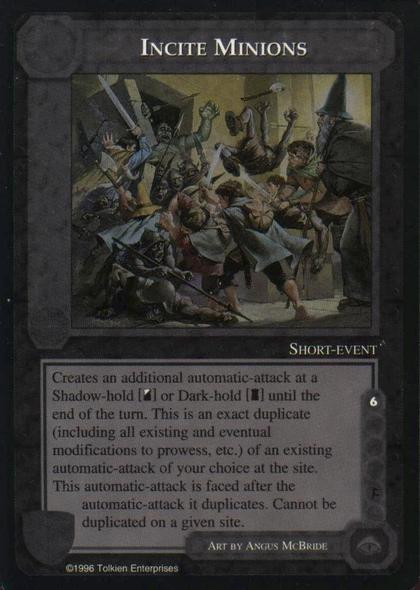 INCITE MINIONS
SHORT-EVENT
Creates an additional automatic-attack at a
Shadow-hold [] or Dark-hold [] until the
end of the turn. This is an exact duplicate
(including all existing and eventual
modifications to prowess, etc.) of an existing
automatic-attack of your choice at the site.
This automatic-attack is faced after the
automatic-attack it duplicates. Cannot be
duplicated on a given site.
6
ART BY ANGUS MCBRIDE
©1996 Tolkien Enterprises